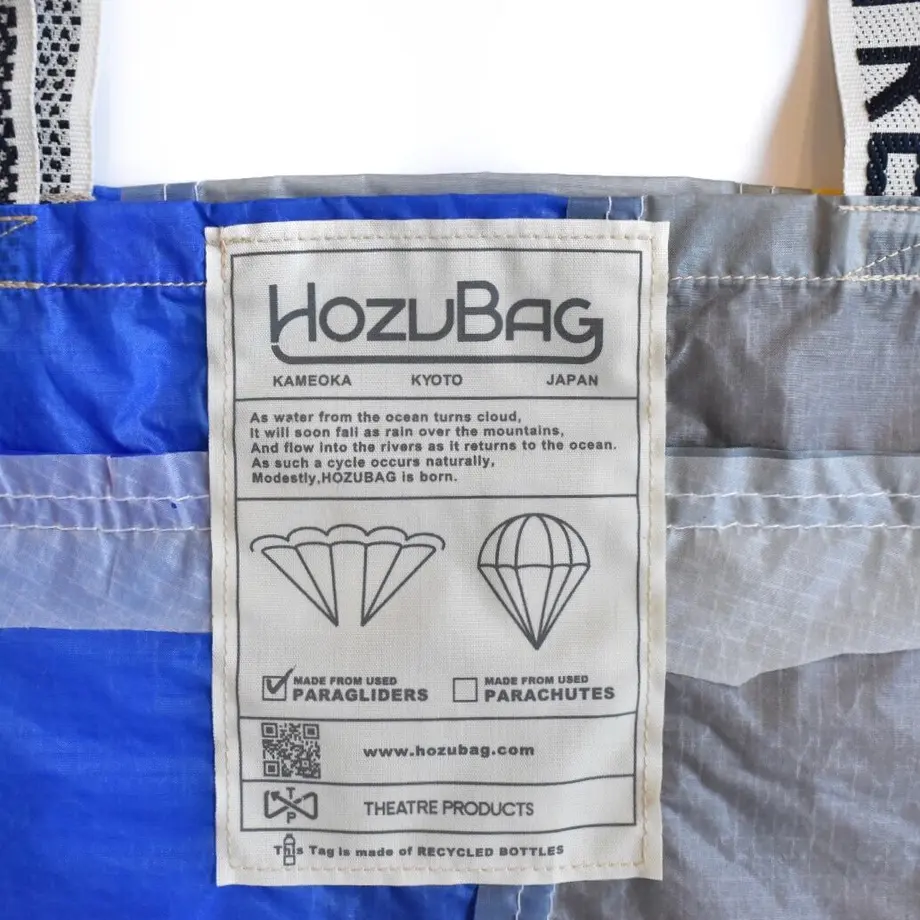 HOZUBAG
KAMEOKA KYOTO JAPAN
As water from the ocean turns cloud,
It will soon fall as rain over the mountains,
And flow into the rivers as it returns to the ocean.
As such a cycle occurs naturally,
Modestly,HOZUBAG is born.
MADE FROM USED
PARAGLIDERS
MADE FROM USED
PARACHUTES
www.hozubag.com
T P
THEATRE PRODUCTS
This Tag is made of RECYCLED BOTTLES